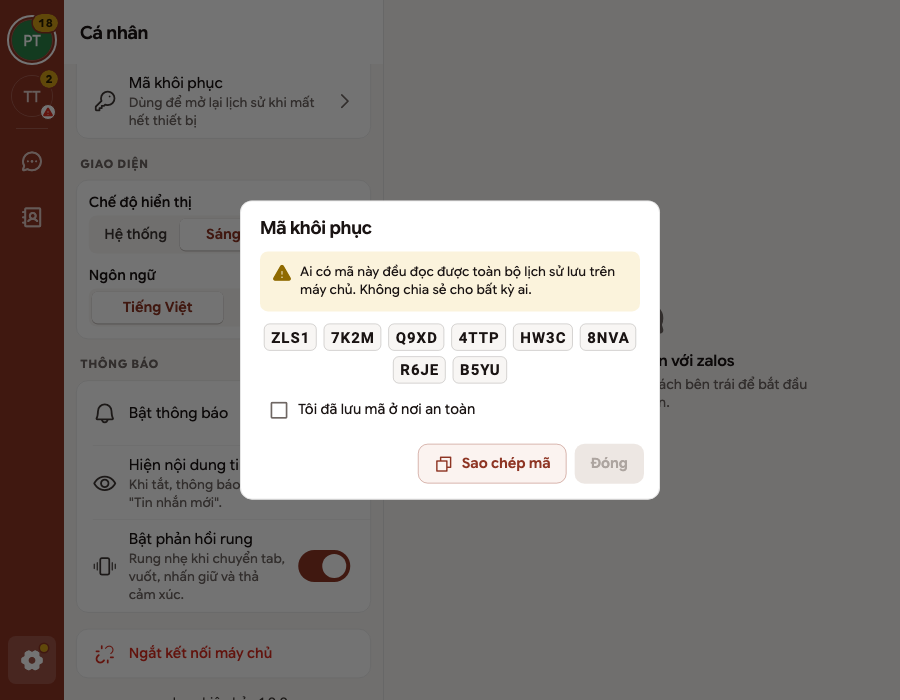 18
PT
2
TT
Cá nhân
Mã khôi phục
Dùng để mở lại lịch sử khi mất
hết thiết bị
GIAO DIỆN
Chế độ hiển thị
Hệ thống
Sáng
Ngôn ngữ
Tiếng Việt
THÔNG BÁO
Bật thông báo
Hiện nội dung ti
Khi tắt, thông báo
"Tin nhắn mới".
Bật phản hồi rung
Rung nhẹ khi chuyển tab,
vuốt, nhấn giữ và thả
cảm xúc.
Ngắt kết nối máy chủ
Mã khôi phục
Ai có mã này đều đọc được toàn bộ lịch sử lưu trên
máy chủ. Không chia sẻ cho bất kỳ ai.
ZLS1 7K2M Q9XD 4TTP HW3C 8NVA
R6JE B5YU
Tôi đã lưu mã ở nơi an toàn
Sao chép mã
Đóng
n với zalos
ách bên trái để bắt đầu
n.